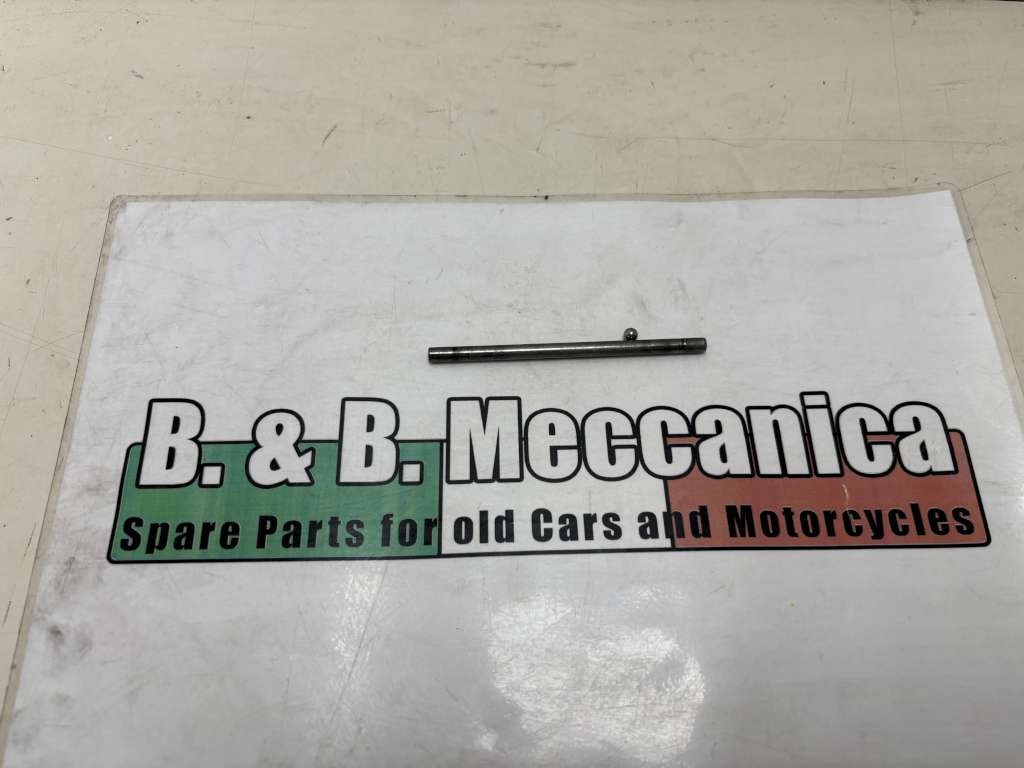 B. & B. Meccanica
Spare Parts for old Cars and Motorcycles